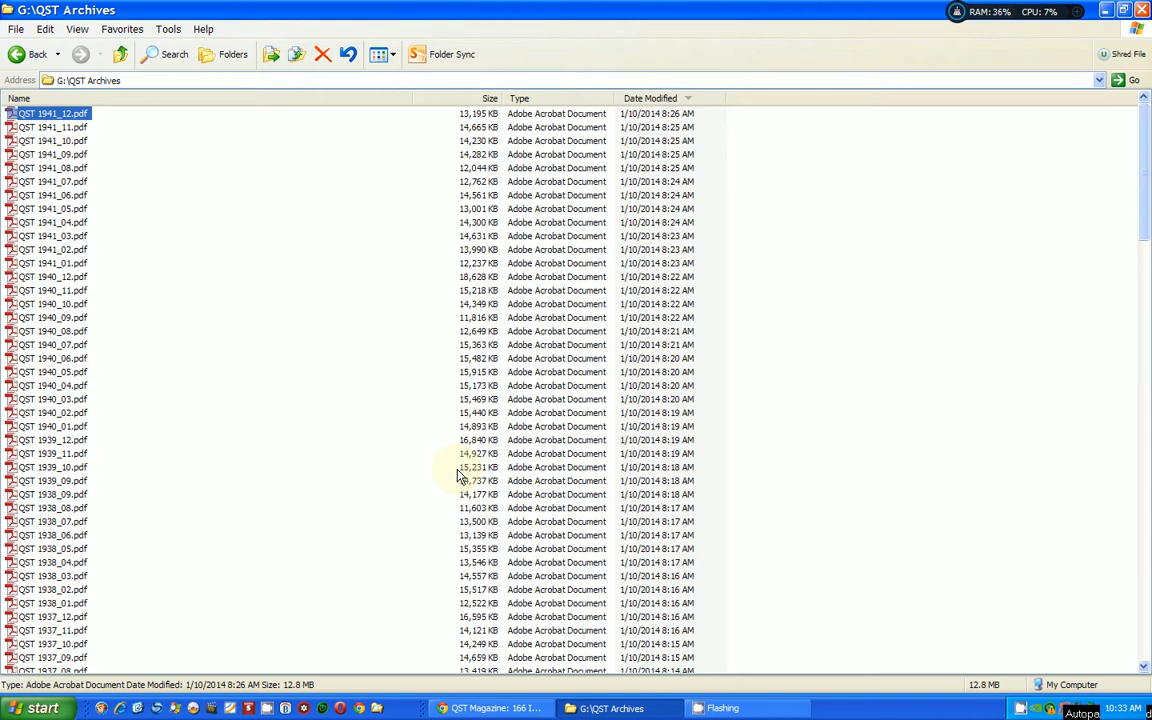 G:\QST Archives
RAM: 36% CPU: 7%
File Edit View Favorites Tools Help
Back Search Folders Folder Sync Shred File
Address G:\QST Archives Go
Name Size Type Date Modified
QST 1941_12.pdf 13,195 KB Adobe Acrobat Document 1/10/2014 8:26 AM
QST 1941_11.pdf 14,665 KB Adobe Acrobat Document 1/10/2014 8:25 AM
QST 1941_10.pdf 14,230 KB Adobe Acrobat Document 1/10/2014 8:25 AM
QST 1941_09.pdf 14,282 KB Adobe Acrobat Document 1/10/2014 8:25 AM
QST 1941_08.pdf 12,044 KB Adobe Acrobat Document 1/10/2014 8:25 AM
QST 1941_07.pdf 12,762 KB Adobe Acrobat Document 1/10/2014 8:24 AM
QST 1941_06.pdf 14,561 KB Adobe Acrobat Document 1/10/2014 8:24 AM
QST 1941_05.pdf 13,001 KB Adobe Acrobat Document 1/10/2014 8:24 AM
QST 1941_04.pdf 14,300 KB Adobe Acrobat Document 1/10/2014 8:24 AM
QST 1941_03.pdf 14,631 KB Adobe Acrobat Document 1/10/2014 8:23 AM
QST 1941_02.pdf 13,990 KB Adobe Acrobat Document 1/10/2014 8:23 AM
QST 1941_01.pdf 12,237 KB Adobe Acrobat Document 1/10/2014 8:23 AM
QST 1940_12.pdf 18,628 KB Adobe Acrobat Document 1/10/2014 8:22 AM
QST 1940_11.pdf 15,218 KB Adobe Acrobat Document 1/10/2014 8:22 AM
QST 1940_10.pdf 14,349 KB Adobe Acrobat Document 1/10/2014 8:22 AM
QST 1940_09.pdf 11,816 KB Adobe Acrobat Document 1/10/2014 8:22 AM
QST 1940_08.pdf 12,649 KB Adobe Acrobat Document 1/10/2014 8:21 AM
QST 1940_07.pdf 15,363 KB Adobe Acrobat Document 1/10/2014 8:21 AM
QST 1940_06.pdf 15,482 KB Adobe Acrobat Document 1/10/2014 8:20 AM
QST 1940_05.pdf 15,915 KB Adobe Acrobat Document 1/10/2014 8:20 AM
QST 1940_04.pdf 15,173 KB Adobe Acrobat Document 1/10/2014 8:20 AM
QST 1940_03.pdf 15,469 KB Adobe Acrobat Document 1/10/2014 8:20 AM
QST 1940_02.pdf 15,440 KB Adobe Acrobat Document 1/10/2014 8:19 AM
QST 1940_01.pdf 14,893 KB Adobe Acrobat Document 1/10/2014 8:19 AM
QST 1939_12.pdf 16,840 KB Adobe Acrobat Document 1/10/2014 8:19 AM
QST 1939_11.pdf 14,927 KB Adobe Acrobat Document 1/10/2014 8:19 AM
QST 1939_10.pdf 15,231 KB Adobe Acrobat Document 1/10/2014 8:18 AM
QST 1939_09.pdf KB Adobe Acrobat Document 1/10/2014 8:18 AM
QST 1938_09.pdf 14,177 KB Adobe Acrobat Document 1/10/2014 8:18 AM
QST 1938_08.pdf 11,603 KB Adobe Acrobat Document 1/10/2014 8:17 AM
QST 1938_07.pdf 13,500 KB Adobe Acrobat Document 1/10/2014 8:17 AM
QST 1938_06.pdf 13,139 KB Adobe Acrobat Document 1/10/2014 8:17 AM
QST 1938_05.pdf 15,355 KB Adobe Acrobat Document 1/10/2014 8:17 AM
QST 1938_04.pdf 13,546 KB Adobe Acrobat Document 1/10/2014 8:17 AM
QST 1938_03.pdf 14,557 KB Adobe Acrobat Document 1/10/2014 8:16 AM
QST 1938_02.pdf 15,517 KB Adobe Acrobat Document 1/10/2014 8:16 AM
QST 1938_01.pdf 12,522 KB Adobe Acrobat Document 1/10/2014 8:16 AM
QST 1937_12.pdf 16,595 KB Adobe Acrobat Document 1/10/2014 8:16 AM
QST 1937_11.pdf 14,121 KB Adobe Acrobat Document 1/10/2014 8:15 AM
QST 1937_10.pdf 14,249 KB Adobe Acrobat Document 1/10/2014 8:15 AM
QST 1937_09.pdf 14,659 KB Adobe Acrobat Document 1/10/2014 8:15 AM
QST 1937_08.pdf 13,419 KB Adobe Acrobat Document 1/10/2014 8:14 AM
Type: Adobe Acrobat Document Date Modified: 1/10/2014 8:26 AM Size: 12.8 MB 12.8 MB My Computer
start QST Magazine: 166 I... G:\QST Archives Flashing 10:33 AM
Autopa